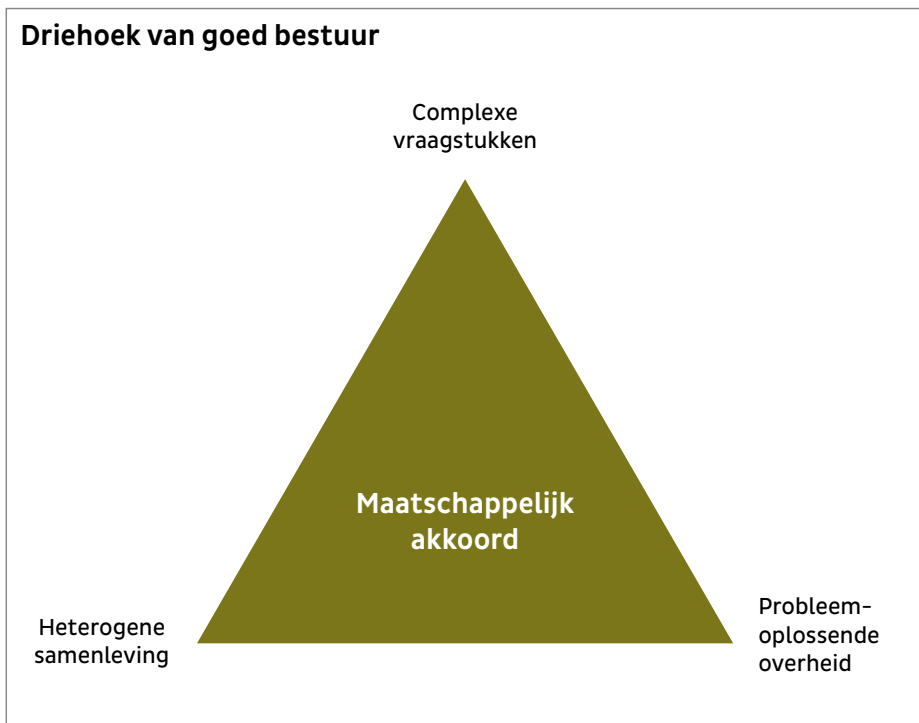 Driehoek van goed bestuur
Complexe
vraagstukken
Maatschappelijk
akkoord
Heterogene
samenleving
Probleem-
oplossende
overheid